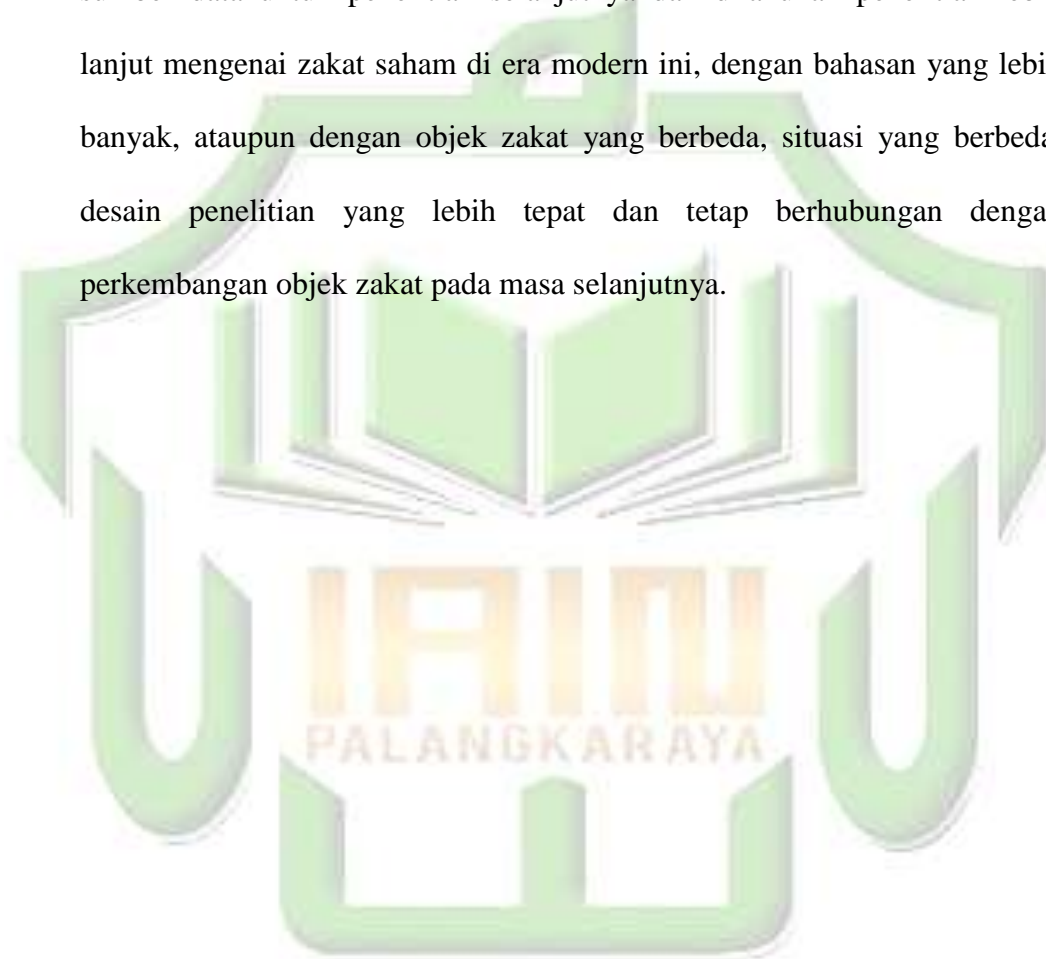 lanjut mengenai zakat saham di era modern ini, dengan bahasan yang lebi
banyak, ataupun dengan objek zakat yang berbeda, situasi yang berbeda
desain penelitian yang lebih tepat dan tetap berhubungan denga
perkembangan objek zakat pada masa selanjutnya.
IAIN
PALANGKARAYA